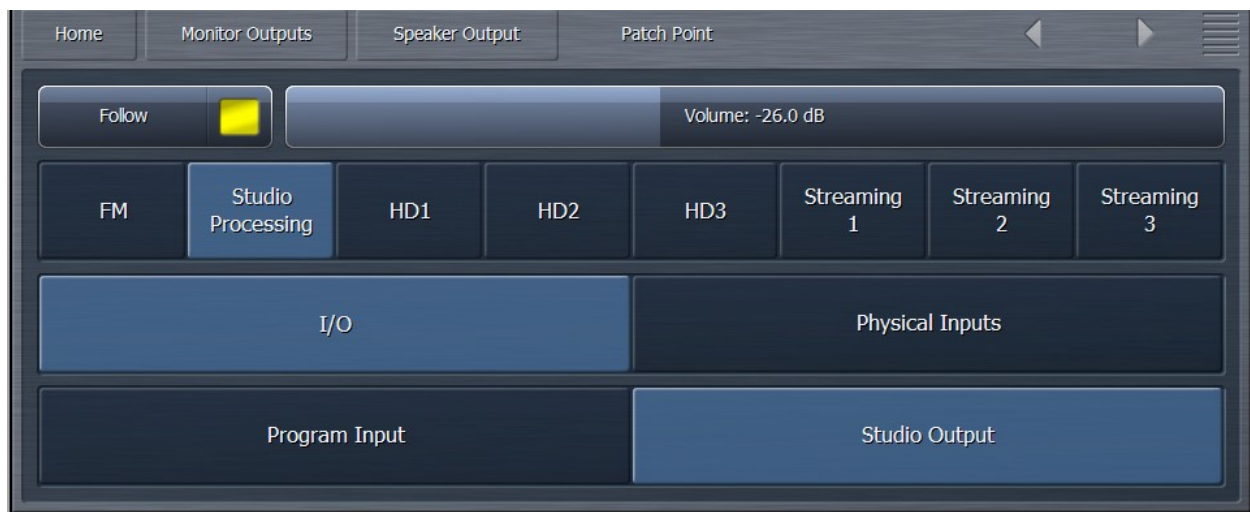 Home Monitor Outputs Speaker Output Patch Point
Follow Volume: -26.0 dB
FM Studio Processing HD1 HD2 HD3 Streaming 1 Streaming 2 Streaming 3
I/O Physical Inputs
Program Input Studio Output